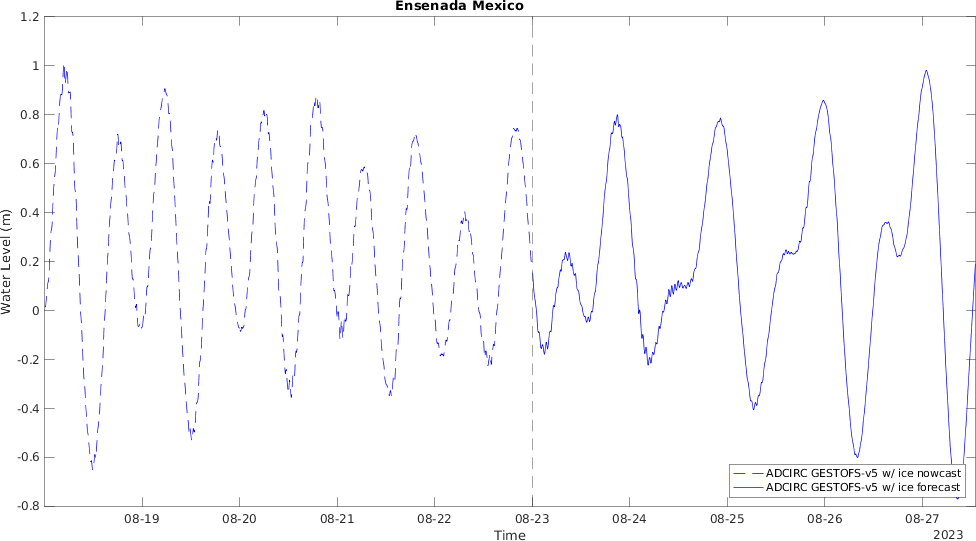 Ensenada Mexico
1.2
1
0.8
0.6
0.4
0.2
0
-0.2
-0.4
-0.6
-0.8
Water Level (m)
ADCIRC GESTOFS-v5 w/ ice nowcast
ADCIRC GESTOFS-v5 w/ ice forecast
08-19 08-20 08-21 08-22 08-23 08-24 08-25 08-26 08-27
Time
2023